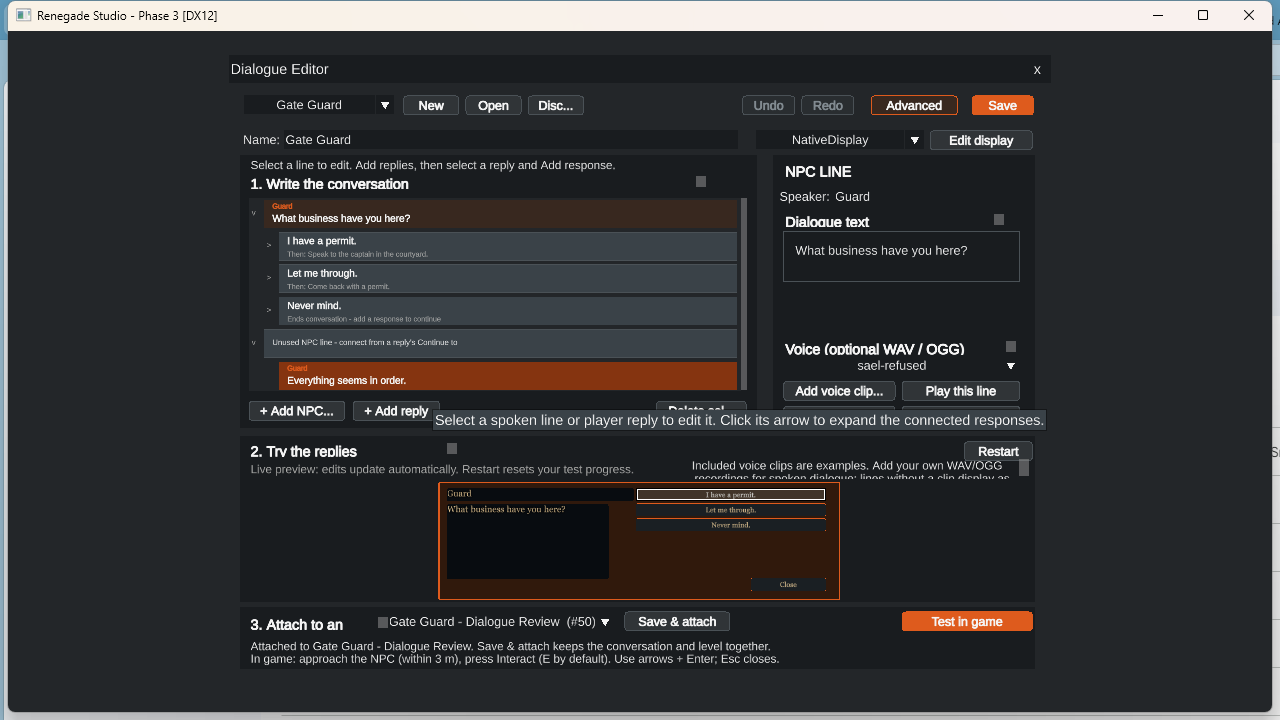 Renegade Studio - Phase 3 [DX12]
Dialogue Editor
x
Gate Guard
New
Open
Disc...
Undo
Redo
Advanced
Save
Name: Gate Guard
NativeDisplay
Edit display
Select a line to edit. Add replies, then select a reply and Add response.
1. Write the conversation
Guard
What business have you here?
I have a permit.
Then: Speak to the captain in the courtyard.
Let me through.
Then: Come back with a permit.
Never mind.
Ends conversation - add a response to continue
Unused NPC line - connect from a reply's Continue to
Guard
Everything seems in order.
+ Add NPC...
+ Add reply
Delete sel...
NPC LINE
Speaker: Guard
Dialogue text
What business have you here?
Voice (optional WAV / OGG)
sael-refused
Add voice clip...
Play this line
Select a spoken line or player reply to edit it. Click its arrow to expand the connected responses.
2. Try the replies
Restart
Live preview: edits update automatically. Restart resets your test progress.
Included voice clips are examples. Add your own WAV/OGG
recordings for spoken dialogue; lines without a clip display as
Guard
What business have you here?
I have a permit.
Let me through.
Never mind.
Close
3. Attach to an
Gate Guard - Dialogue Review (#50)
Save & attach
Test in game
Attached to Gate Guard - Dialogue Review. Save & attach keeps the conversation and level together.
In game: approach the NPC (within 3 m), press Interact (E by default). Use arrows + Enter; Esc closes.